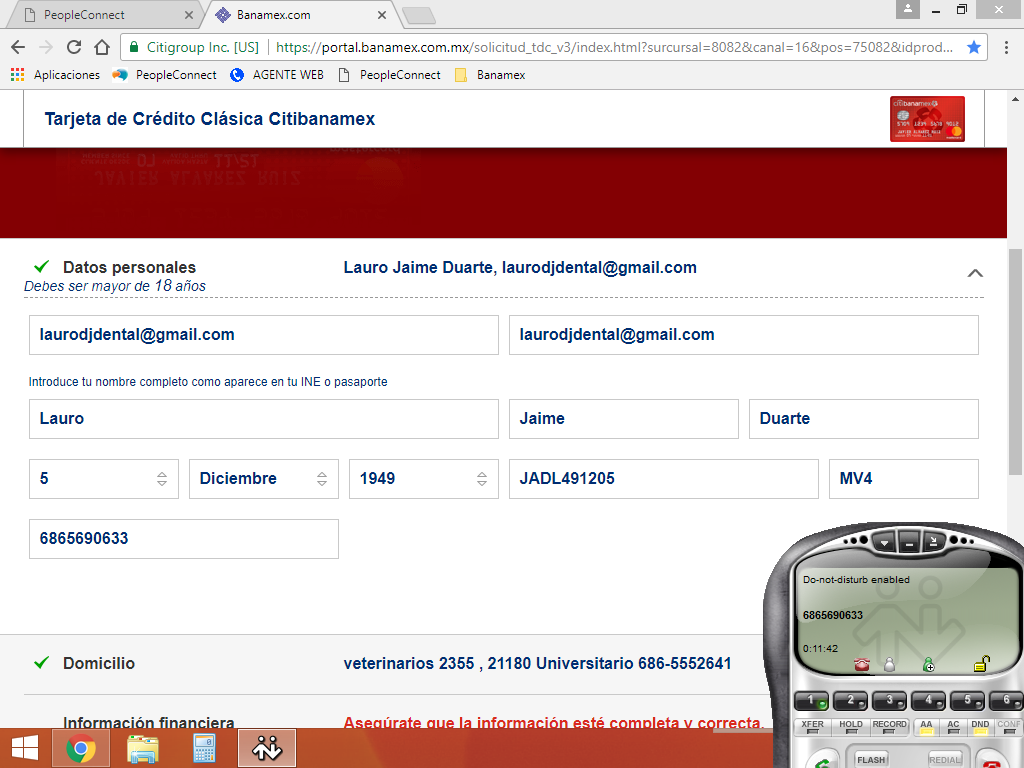 PeopleConnect
Banamex.com
Citigroup Inc. [US]
https://portal.banamex.com.mx/solicitud_tdc_v3/index.html?surcursal=8082&canal=16&pos=75082&idprod...
Aplicaciones
PeopleConnect
AGENTE WEB
PeopleConnect
Banamex
Tarjeta de Crédito Clásica Citibanamex
citibanamex
JAVIER ALVAREZ RUIZ
Datos personales
Lauro Jaime Duarte, laurodjdental@gmail.com
Debes ser mayor de 18 años
laurodjdental@gmail.com
laurodjdental@gmail.com
Introduce tu nombre completo como aparece en tu INE o pasaporte
Lauro
Jaime
Duarte
5
Diciembre
1949
JADL491205
MV4
6865690633
Do-not-disturb enabled
6865690633
0:11:42
Domicilio
veterinarios 2355 , 21180 Universitario 686-5552641
1 2 3 4 5 6
XFER HOLD RECORD AA AC DND CONF
Información financiera
Asegúrate que la información esté completa y correcta.
FLASH
REDIAL